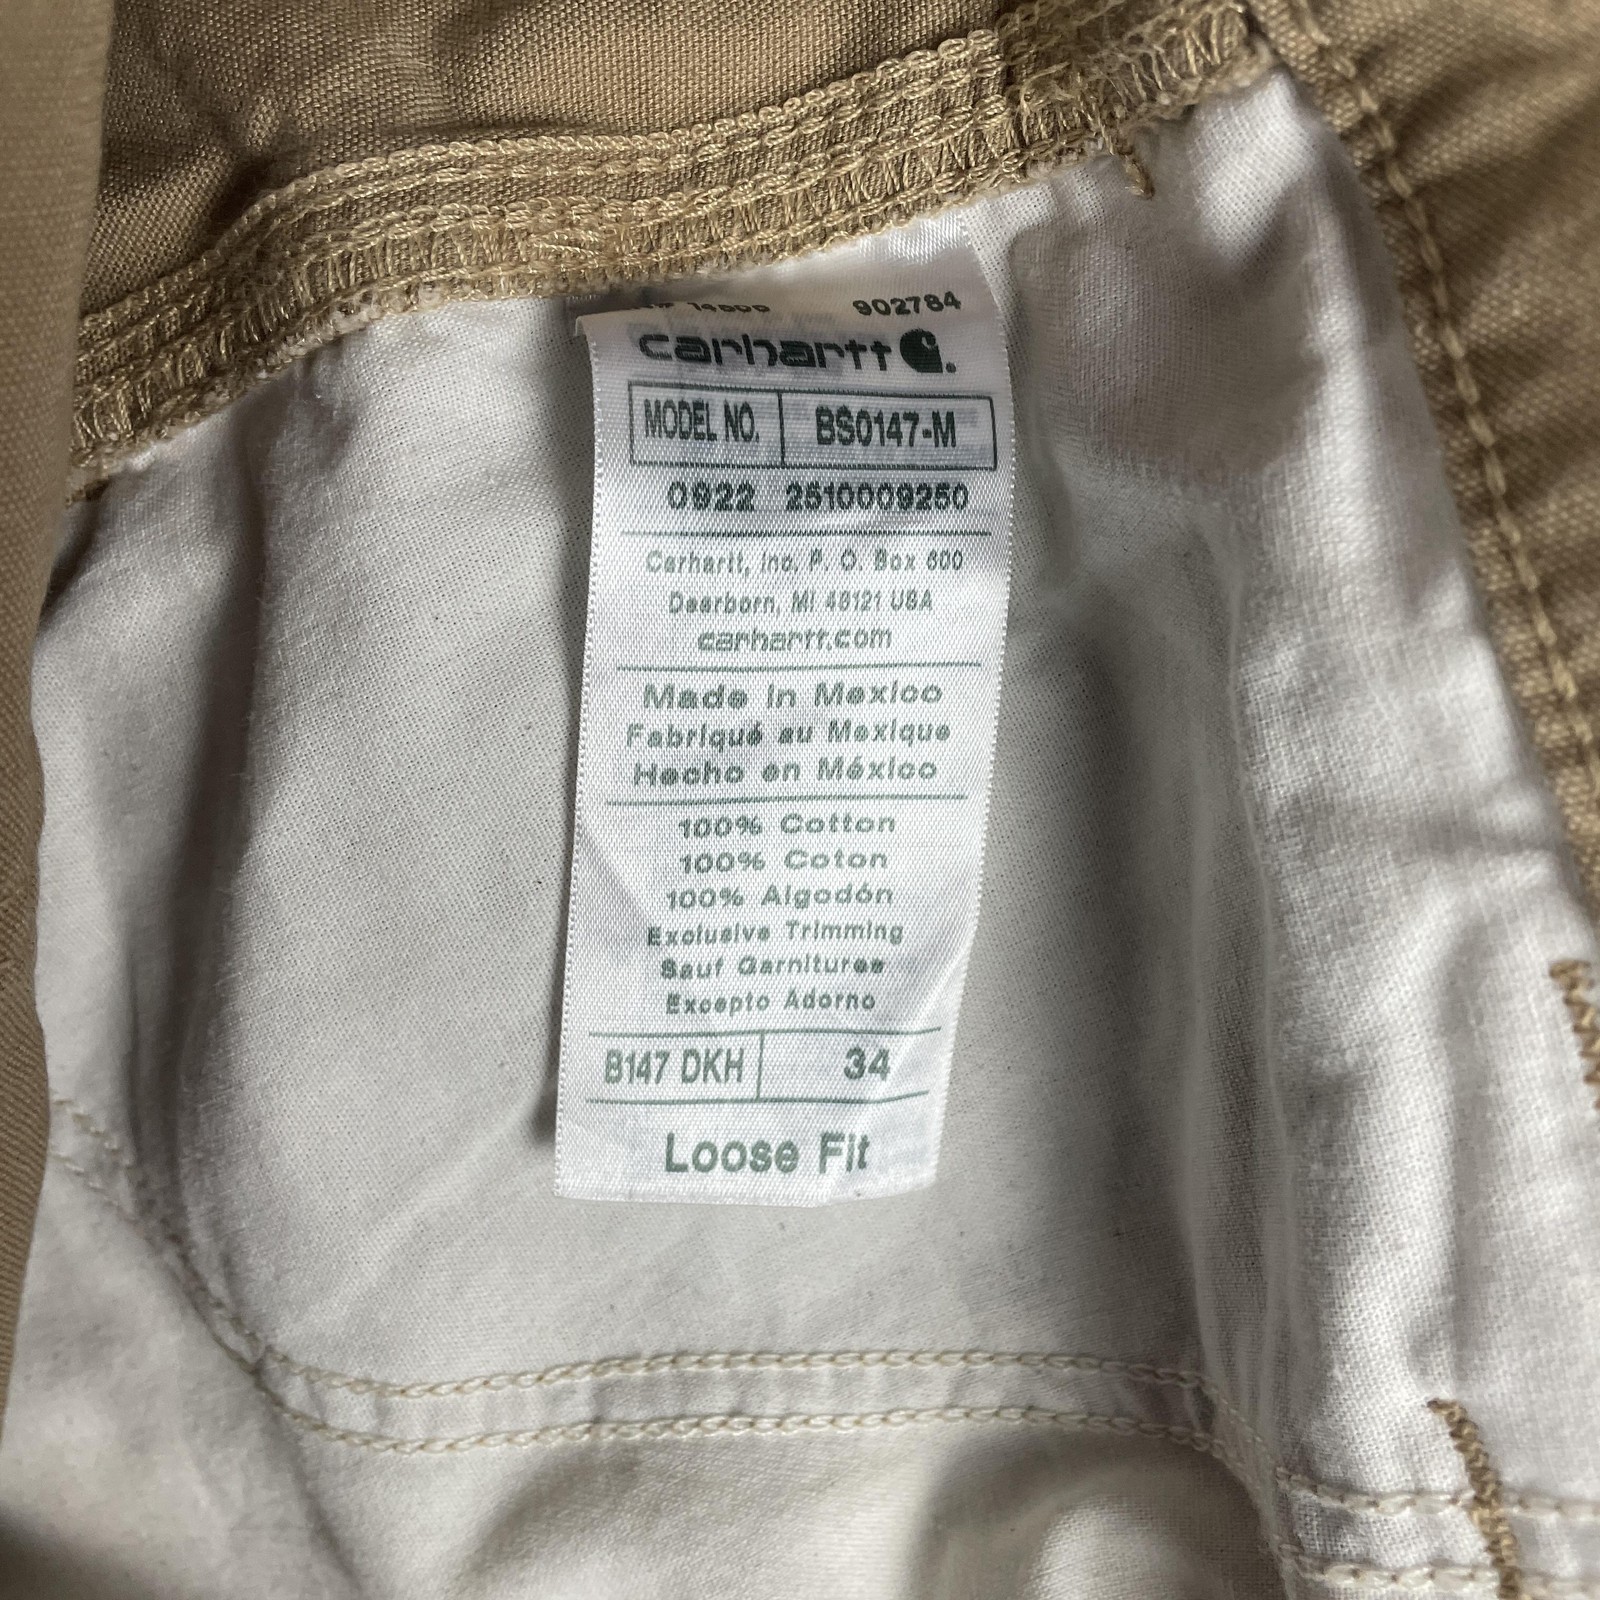 902784
carhartt
MODEL NO. BS0147-M
0922 2510009250
Carhartt, Inc. P. O. Box 600
Dearborn, MI 48121 USA
carhartt.com
Made in Mexico
Fabriqué au Mexique
Hecho en México
100% Cotton
100% Coton
100% Algodón
Exclusive Trimming
Sauf Garnitures
Excepto Adorno
B147 DKH 34
Loose Fit